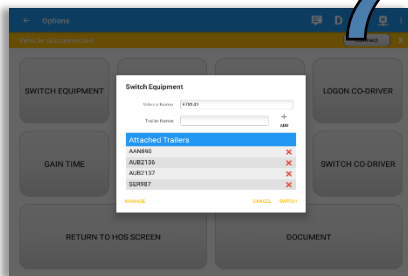 Options
D
Vehicle disconnected
X
SWITCH EQUIPMENT
LOGON CO-DRIVER
GAIN TIME
SWITCH CO-DRIVER
RETURN TO HOS SCREEN
DOCUMENT
Switch Equipment
Vehicle Name
Trailer Name
ADD
Attached Trailers
AAN890
AUB2136
AUB2137
SER987
MANAGE
CANCEL
SWITCH